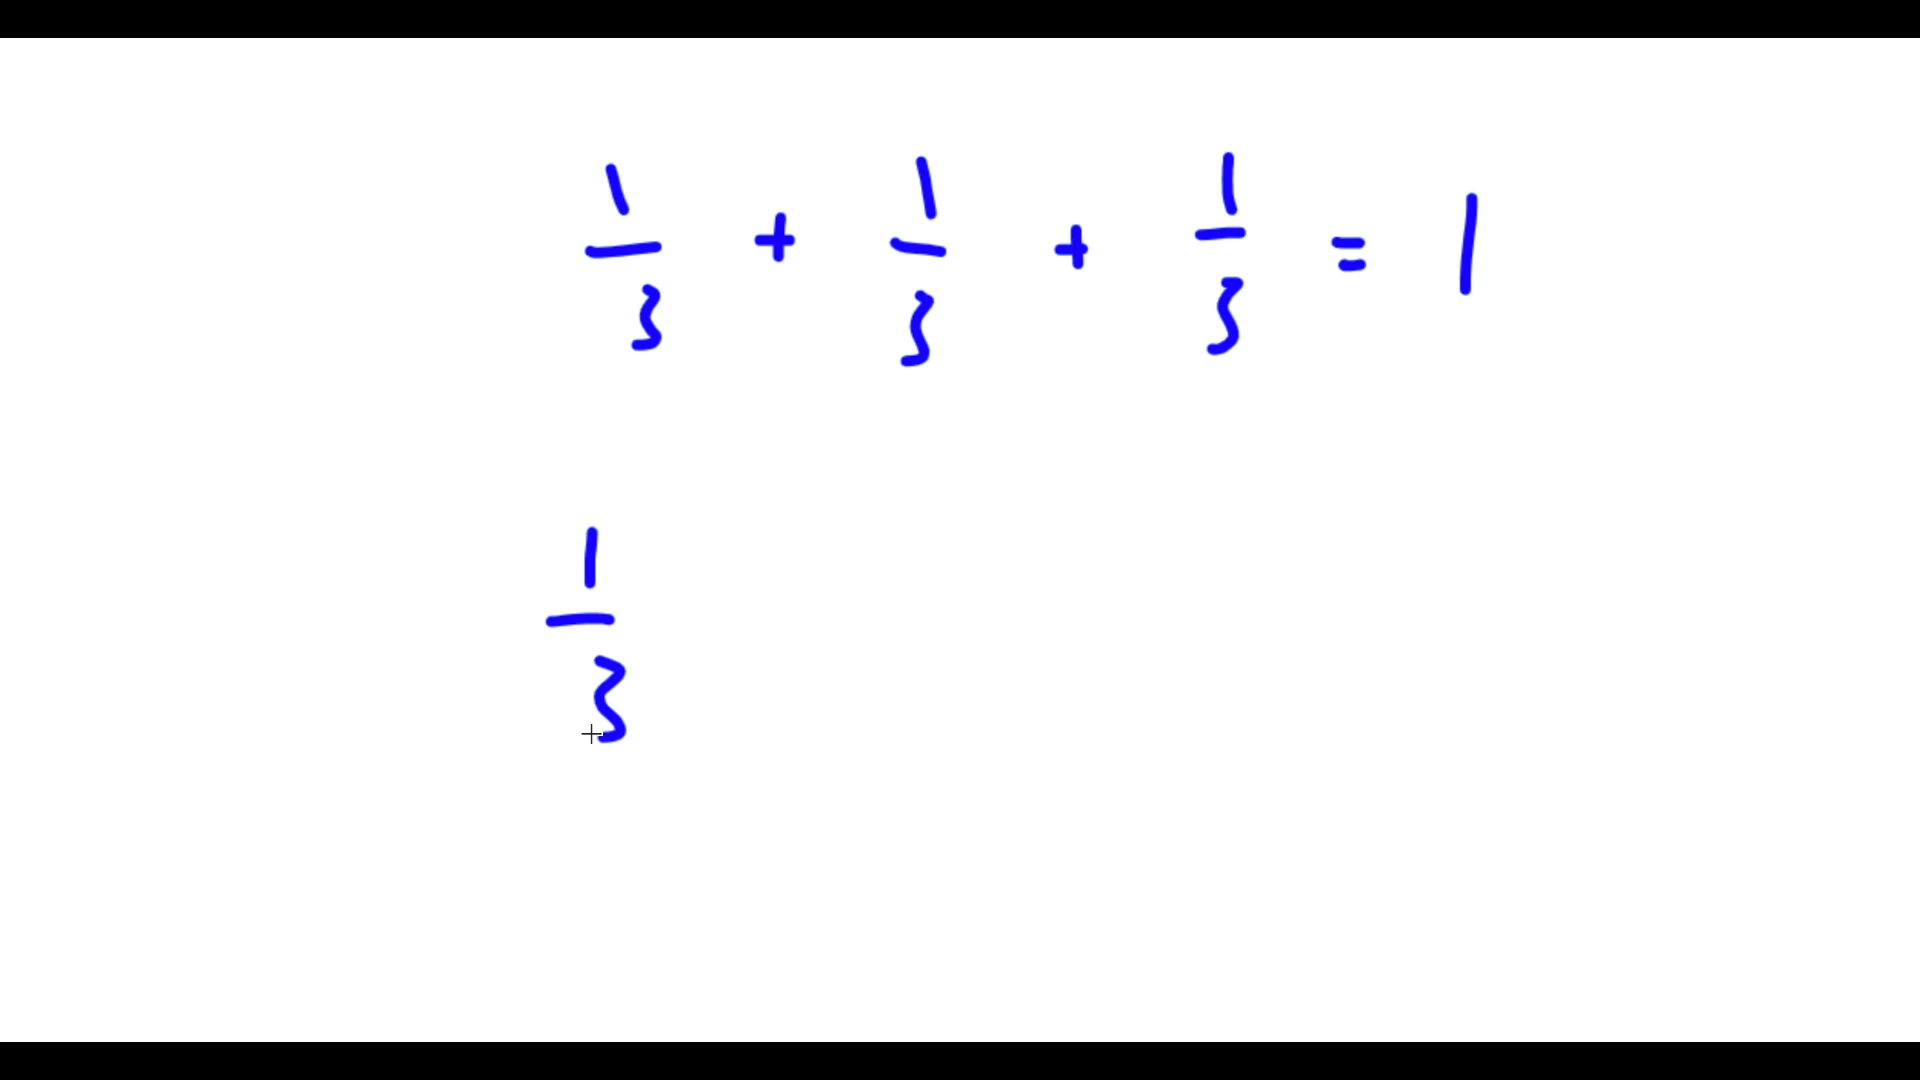 1/3 + 1/3 + 1/3 = 1
1/3